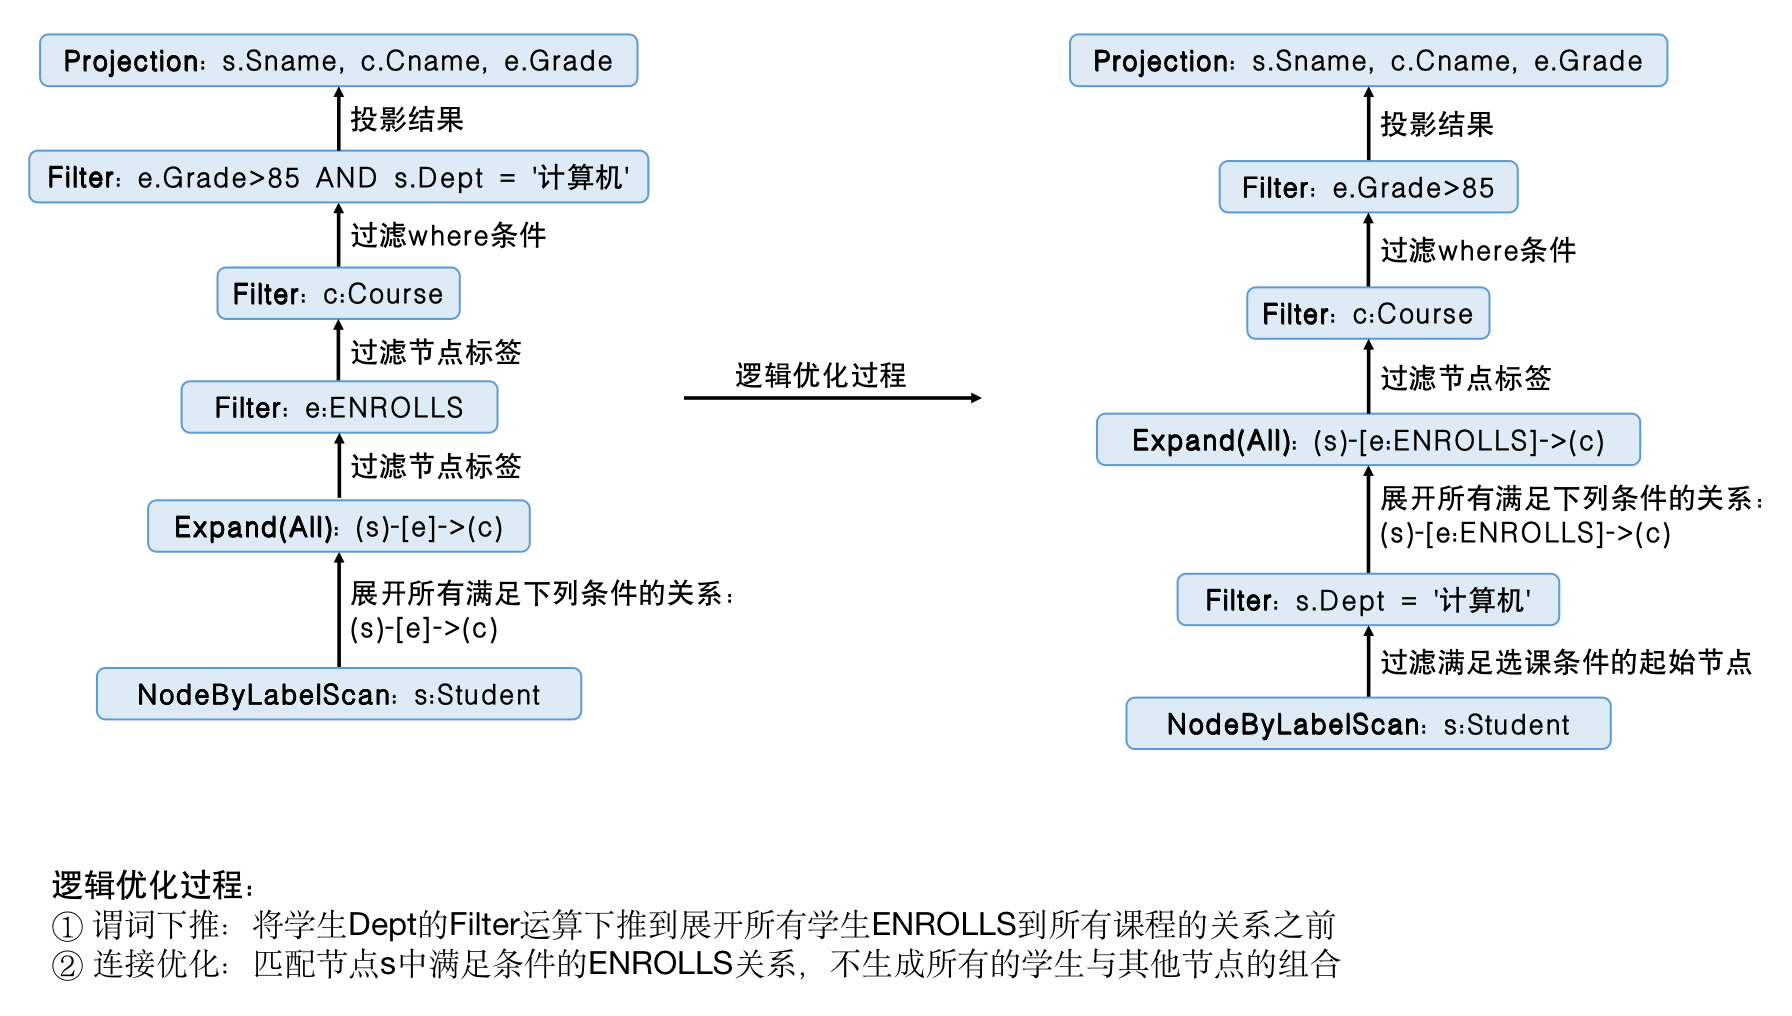 Projection: s.Sname, c.Cname, e.Grade
投影结果
Filter: e.Grade>85 AND s.Dept = '计算机'
过滤where条件
Filter: c:Course
过滤节点标签
Filter: e:ENROLLS
过滤节点标签
Expand(All): (s)-[e]->(c)
展开所有满足下列条件的关系:
(s)-[e]->(c)
NodeByLabelScan: s:Student
逻辑优化过程
Projection: s.Sname, c.Cname, e.Grade
投影结果
Filter: e.Grade>85
过滤where条件
Filter: c:Course
过滤节点标签
Expand(All): (s)-[e:ENROLLS]->(c)
展开所有满足下列条件的关系:
(s)-[e:ENROLLS]->(c)
Filter: s.Dept = '计算机'
过滤满足选课条件的起始节点
NodeByLabelScan: s:Student
逻辑优化过程:
① 谓词下推: 将学生Dept的Filter运算下推到展开所有学生ENROLLS到所有课程的关系之前
② 连接优化: 匹配节点s中满足条件的ENROLLS关系, 不生成所有的学生与其他节点的组合